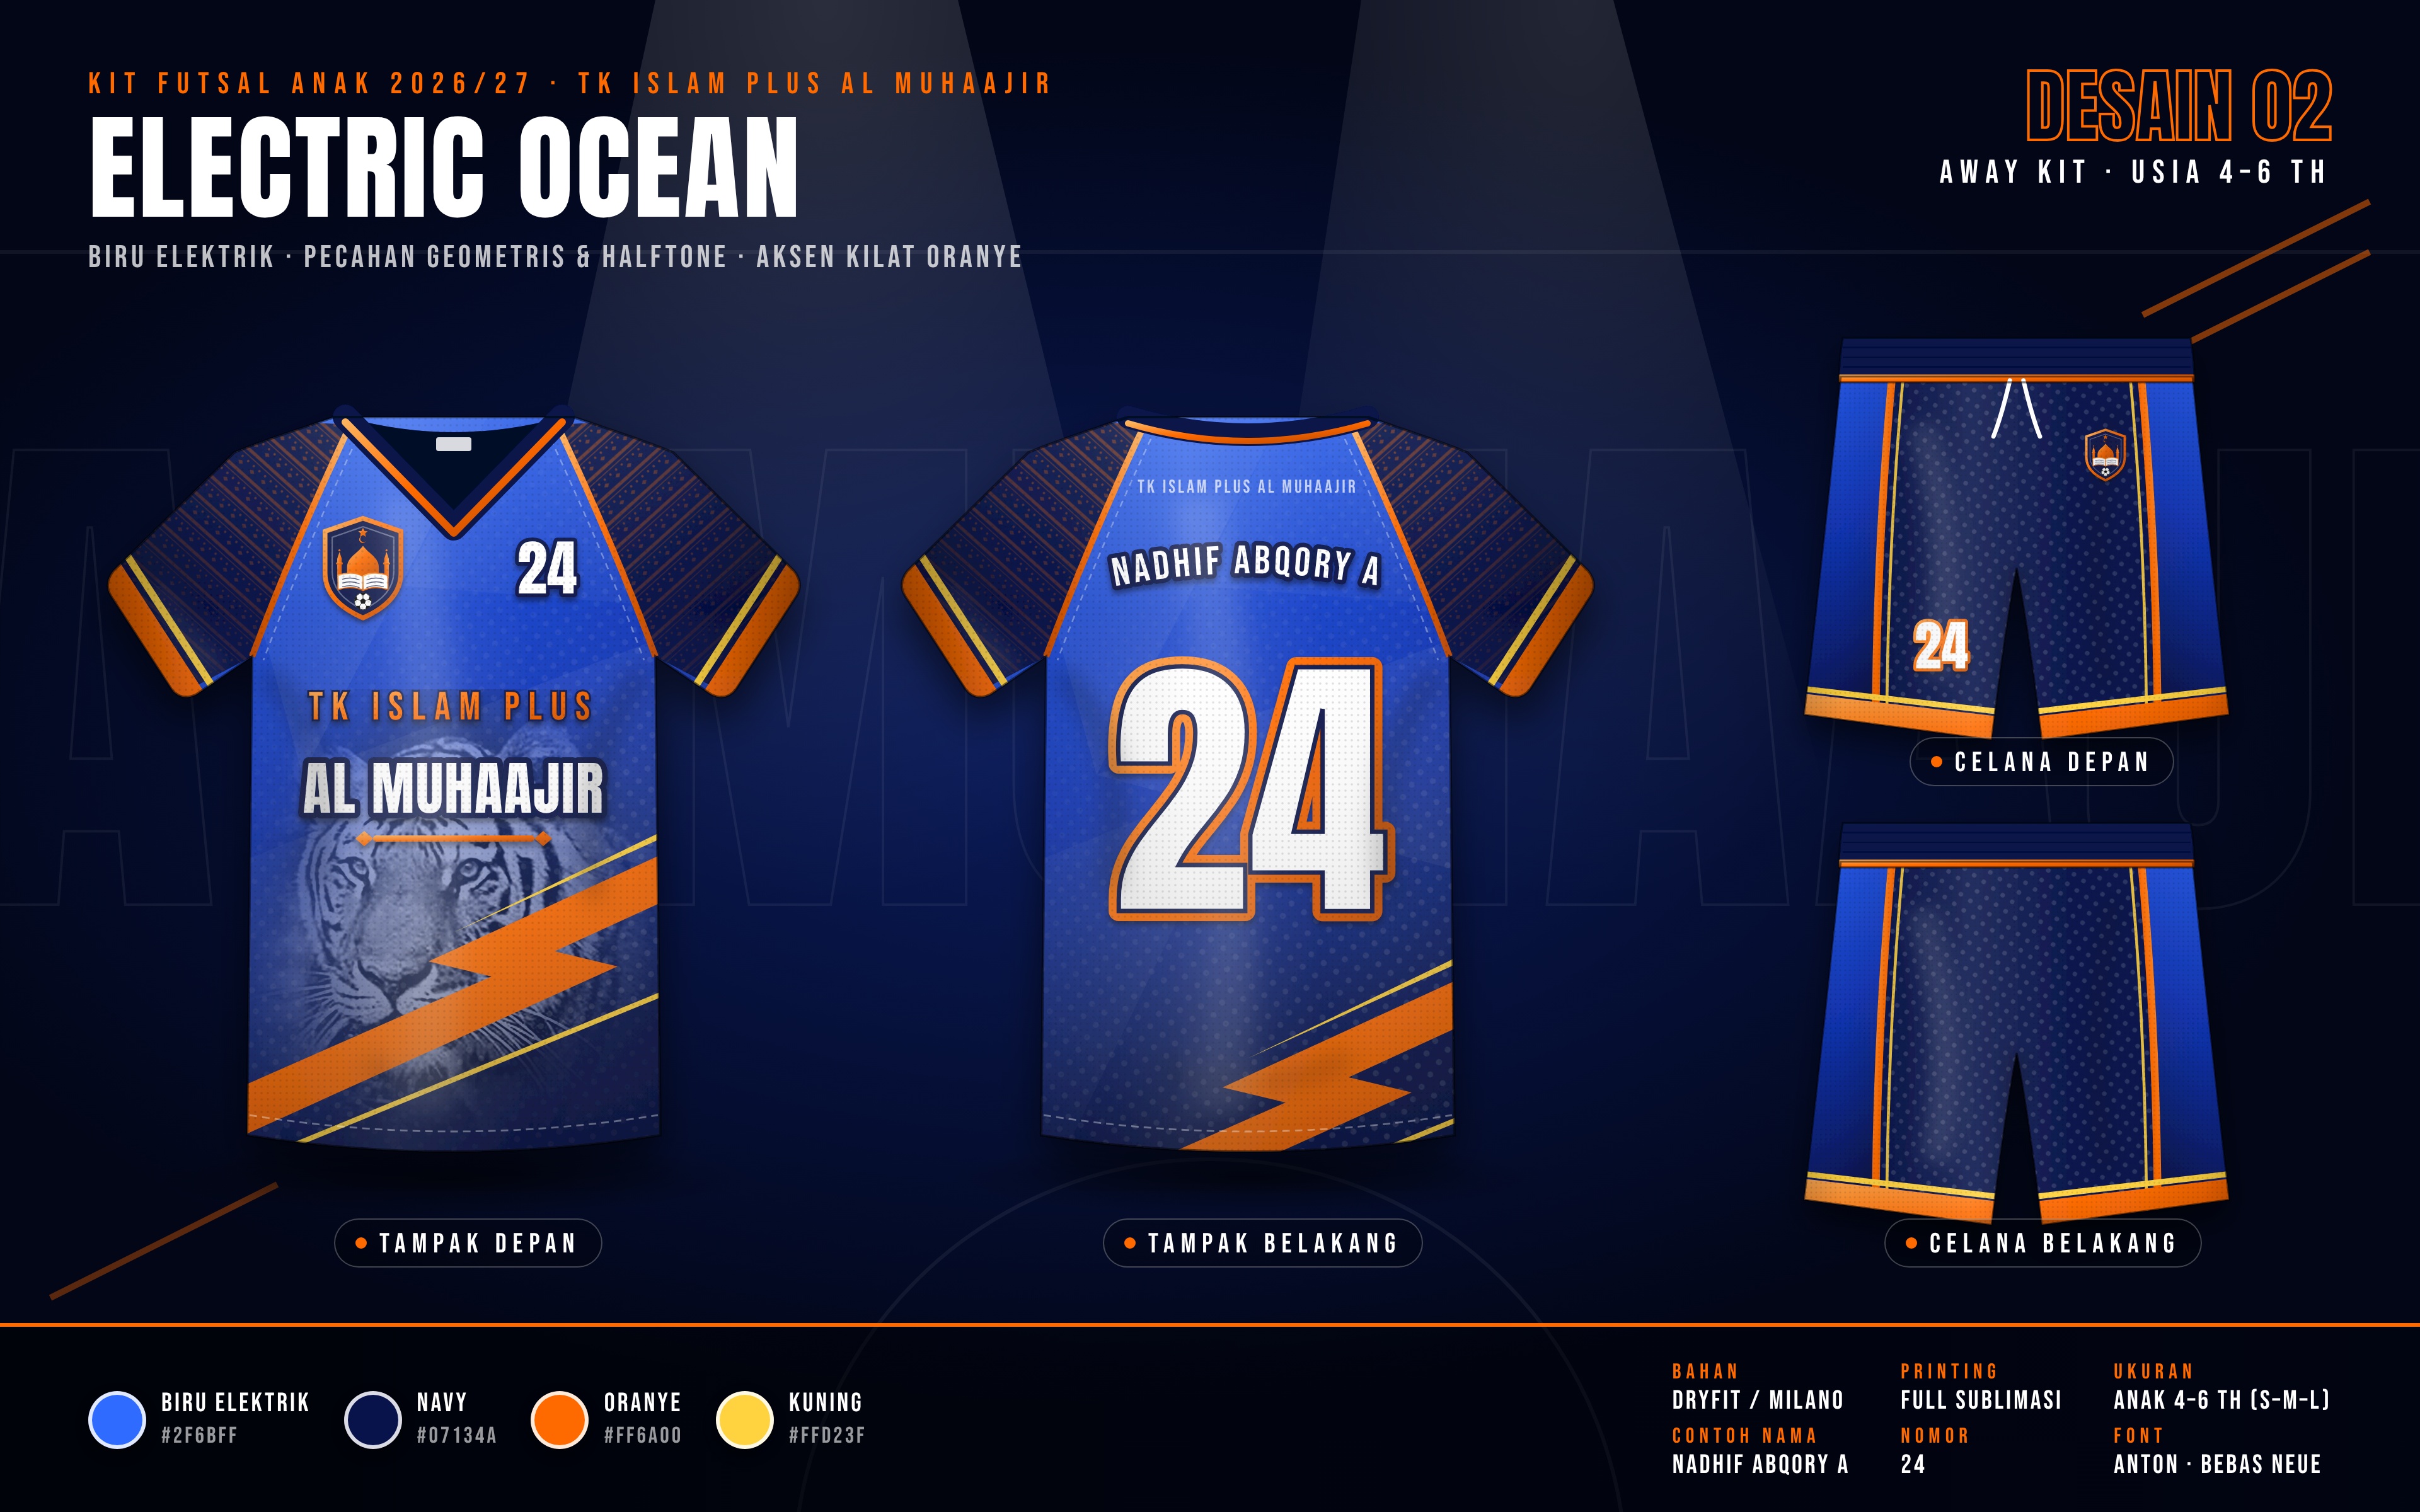 KIT FUTSAL ANAK 2026/27 · TK ISLAM PLUS AL MUHAAJIR
ELECTRIC OCEAN
BIRU ELEKTRIK · PECAHAN GEOMETRIS & HALFTONE · AKSEN KILAT ORANYE
DESAIN 02
AWAY KIT · USIA 4–6 TH
24
TK ISLAM PLUS
AL MUHAAJIR
TK ISLAM PLUS AL MUHAAJIR
NADHIF ABQORY A
24
24
CELANA DEPAN
TAMPAK DEPAN
TAMPAK BELAKANG
CELANA BELAKANG
BIRU ELEKTRIK
#2F6BFF
NAVY
#07134A
ORANYE
#FF6A00
KUNING
#FFD23F
BAHAN
DRYFIT / MILANO
PRINTING
FULL SUBLIMASI
UKURAN
ANAK 4–6 TH (S–M–L)
CONTOH NAMA
NADHIF ABQORY A
NOMOR
24
FONT
ANTON · BEBAS NEUE